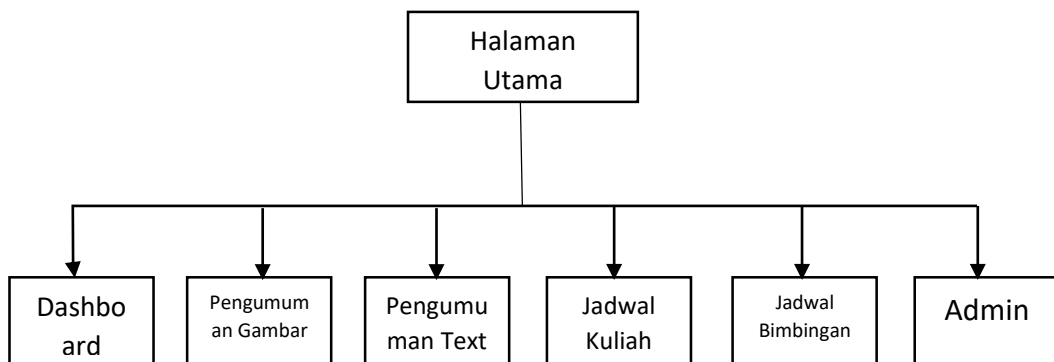 Halaman
Utama
Dashbo
ard
Pengumum
an Gambar
Pengumu
man Text
Jadwal
Kuliah
Jadwal
Bimbingan
Admin